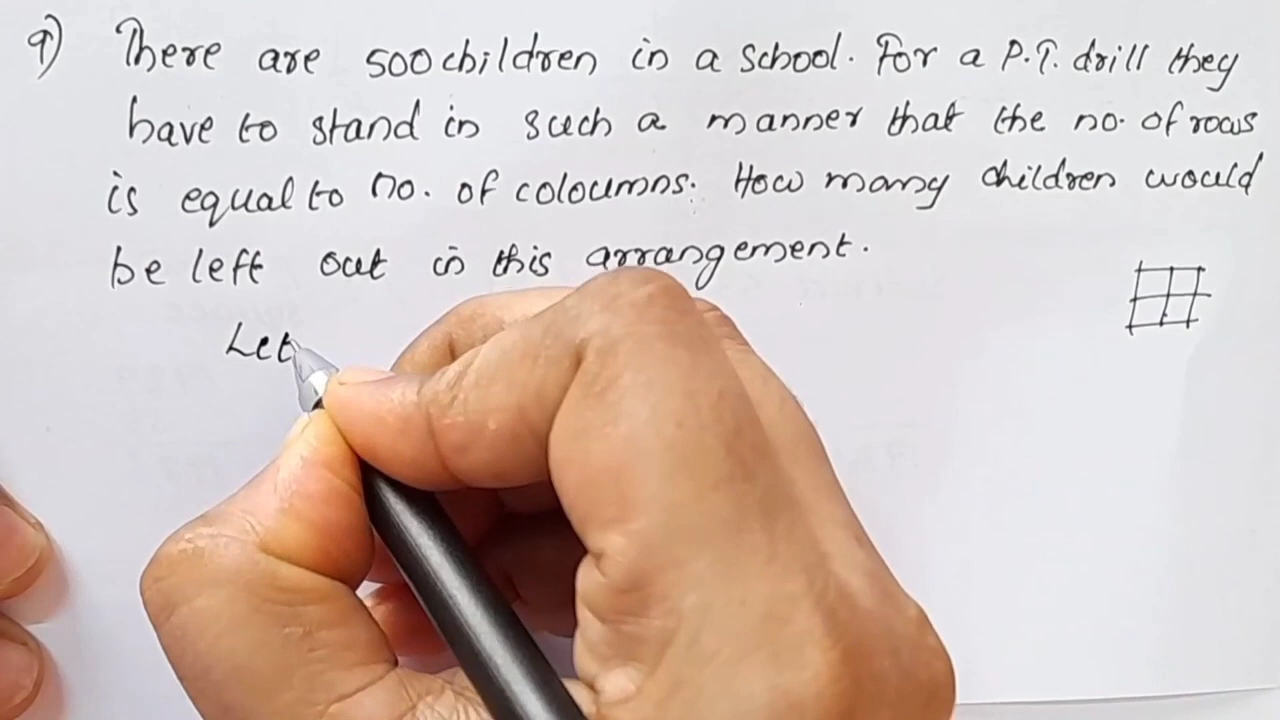 9) There are 500 children in a school. For a P.T. drill they
have to stand in such a manner that the no. of rows
is equal to no. of coloumns. How many children would
be left out in this arrangement.
Let